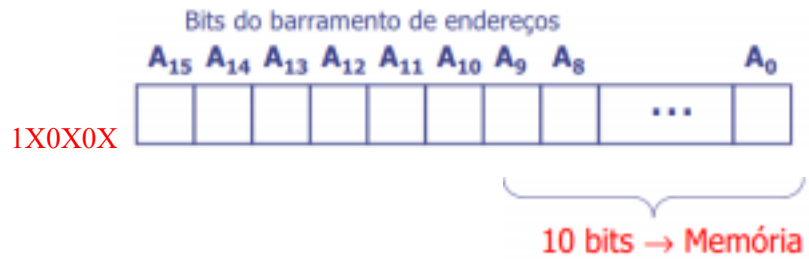 Bits do barramento de endereços
A₁₅ A₁₄ A₁₃ A₁₂ A₁₁ A₁₀ A₉ A₈ A₀
...
1X0X0X
10 bits → Memória